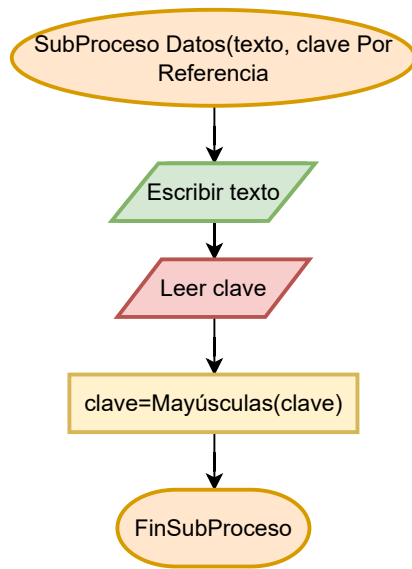 SubProceso Datos(texto, clave Por
Referencia
Escribir texto
Leer clave
clave=Mayúsculas(clave)
FinSubProceso